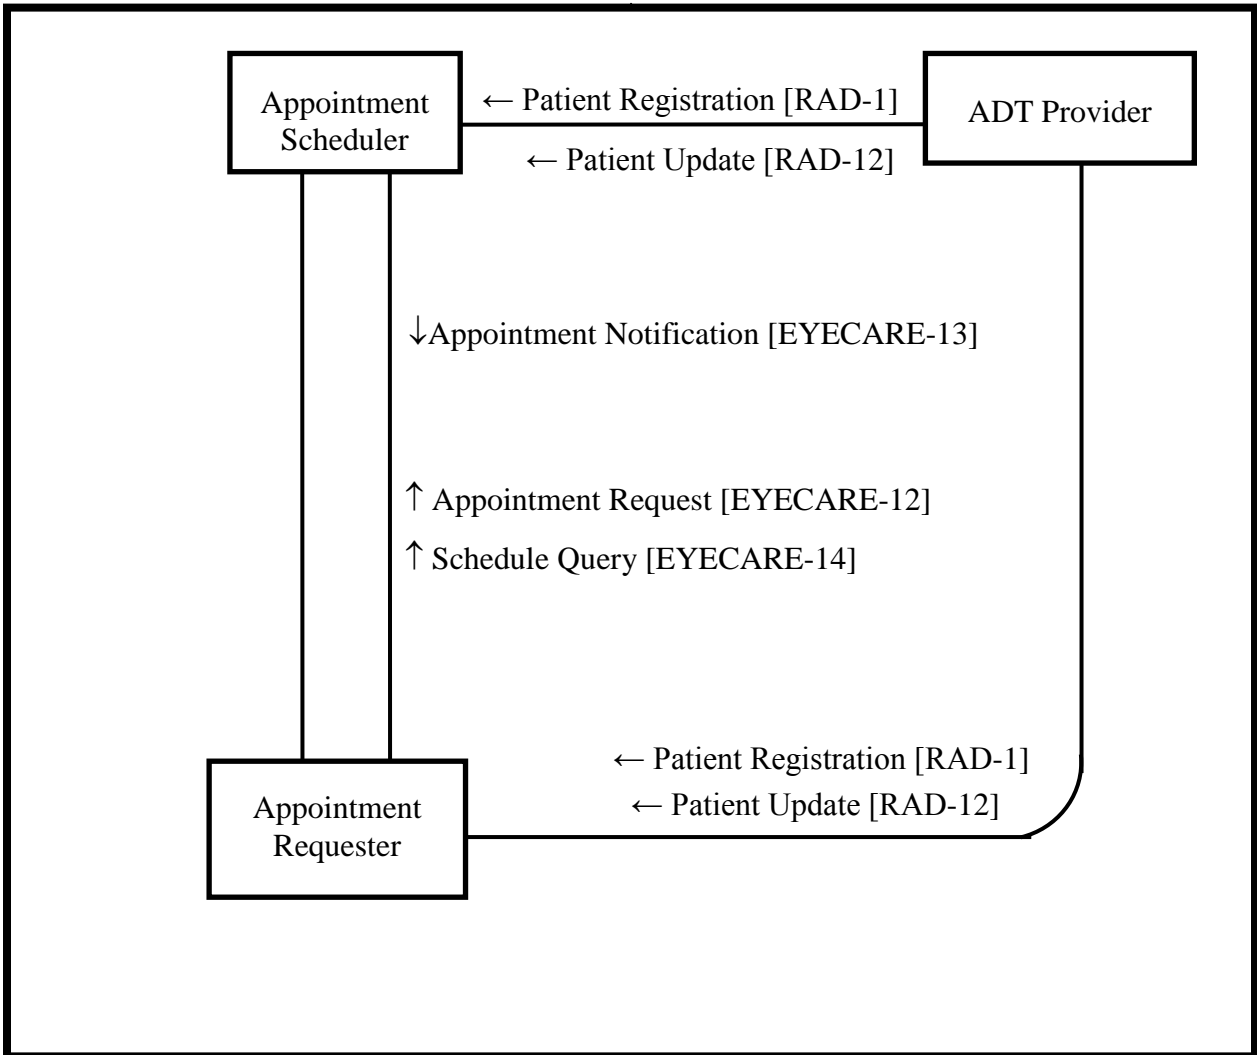 Appointment
Scheduler
← Patient Registration [RAD-1]
← Patient Update [RAD-12]
ADT Provider
↓Appointment Notification [EYECARE-13]
↑ Appointment Request [EYECARE-12]
↑ Schedule Query [EYECARE-14]
← Patient Registration [RAD-1]
← Patient Update [RAD-12]
Appointment
Requester